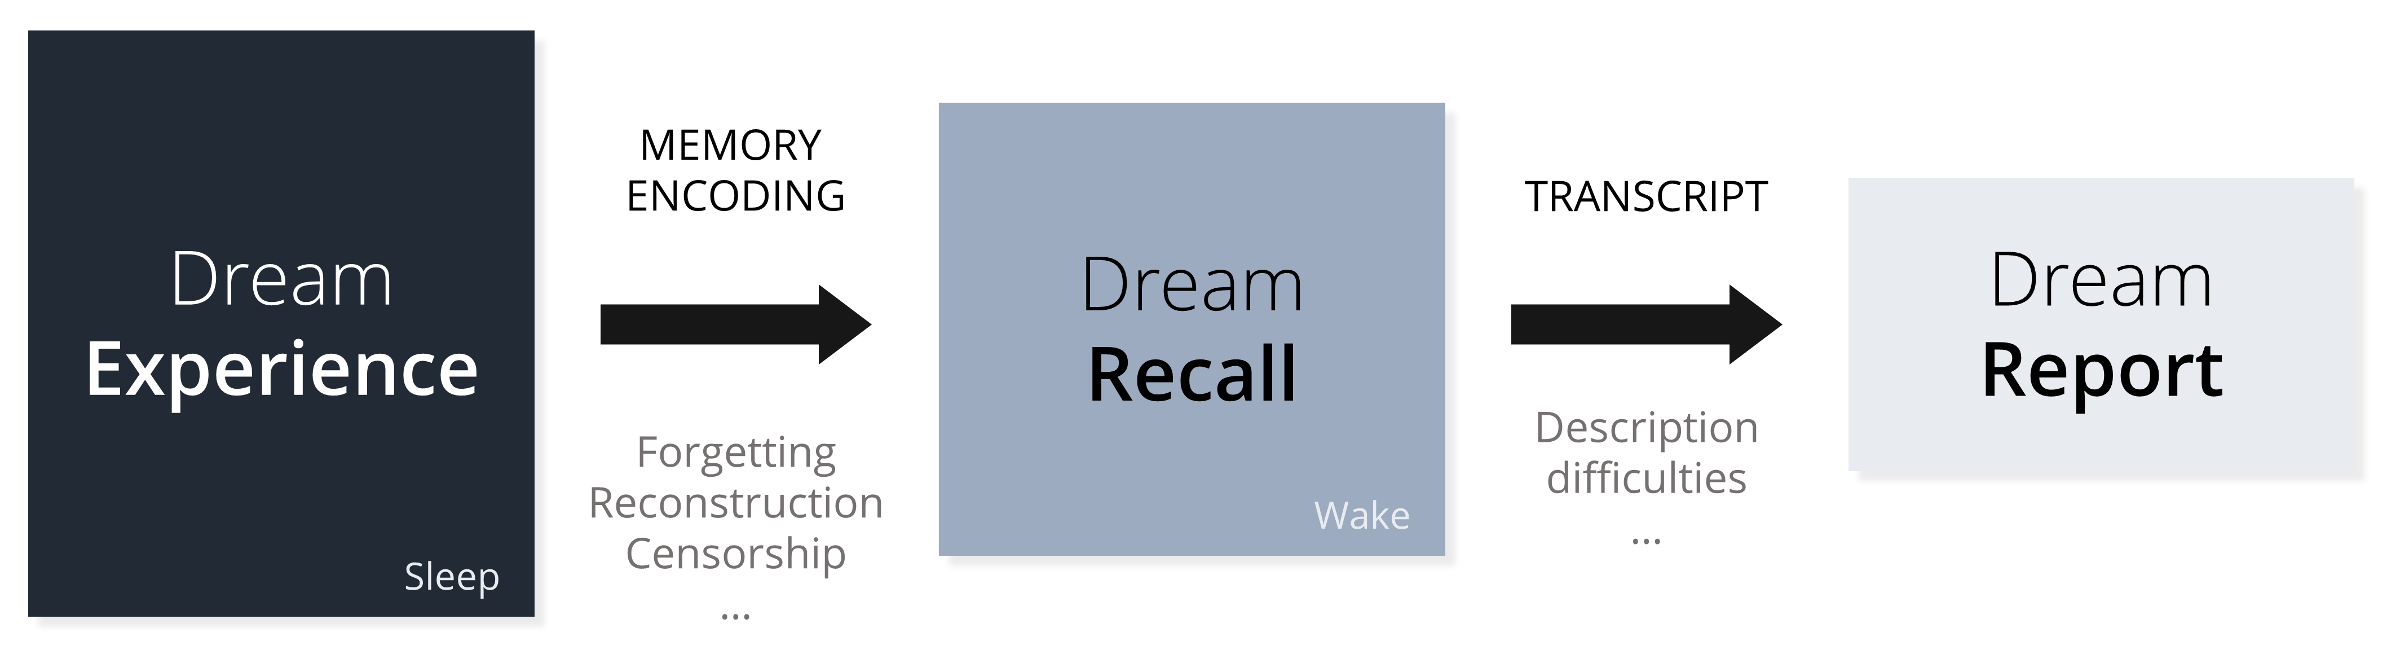 Dream
Experience
Sleep
MEMORY
ENCODING
Forgetting
Reconstruction
Censorship
...
Dream
Recall
Wake
TRANSCRIPT
Description
difficulties
...
Dream
Report